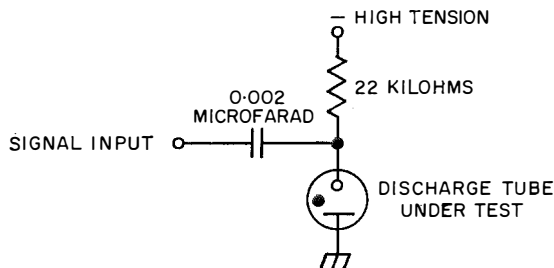 – HIGH TENSION
22 KILOHMS
0·002
MICROFARAD
SIGNAL INPUT
DISCHARGE TUBE
UNDER TEST